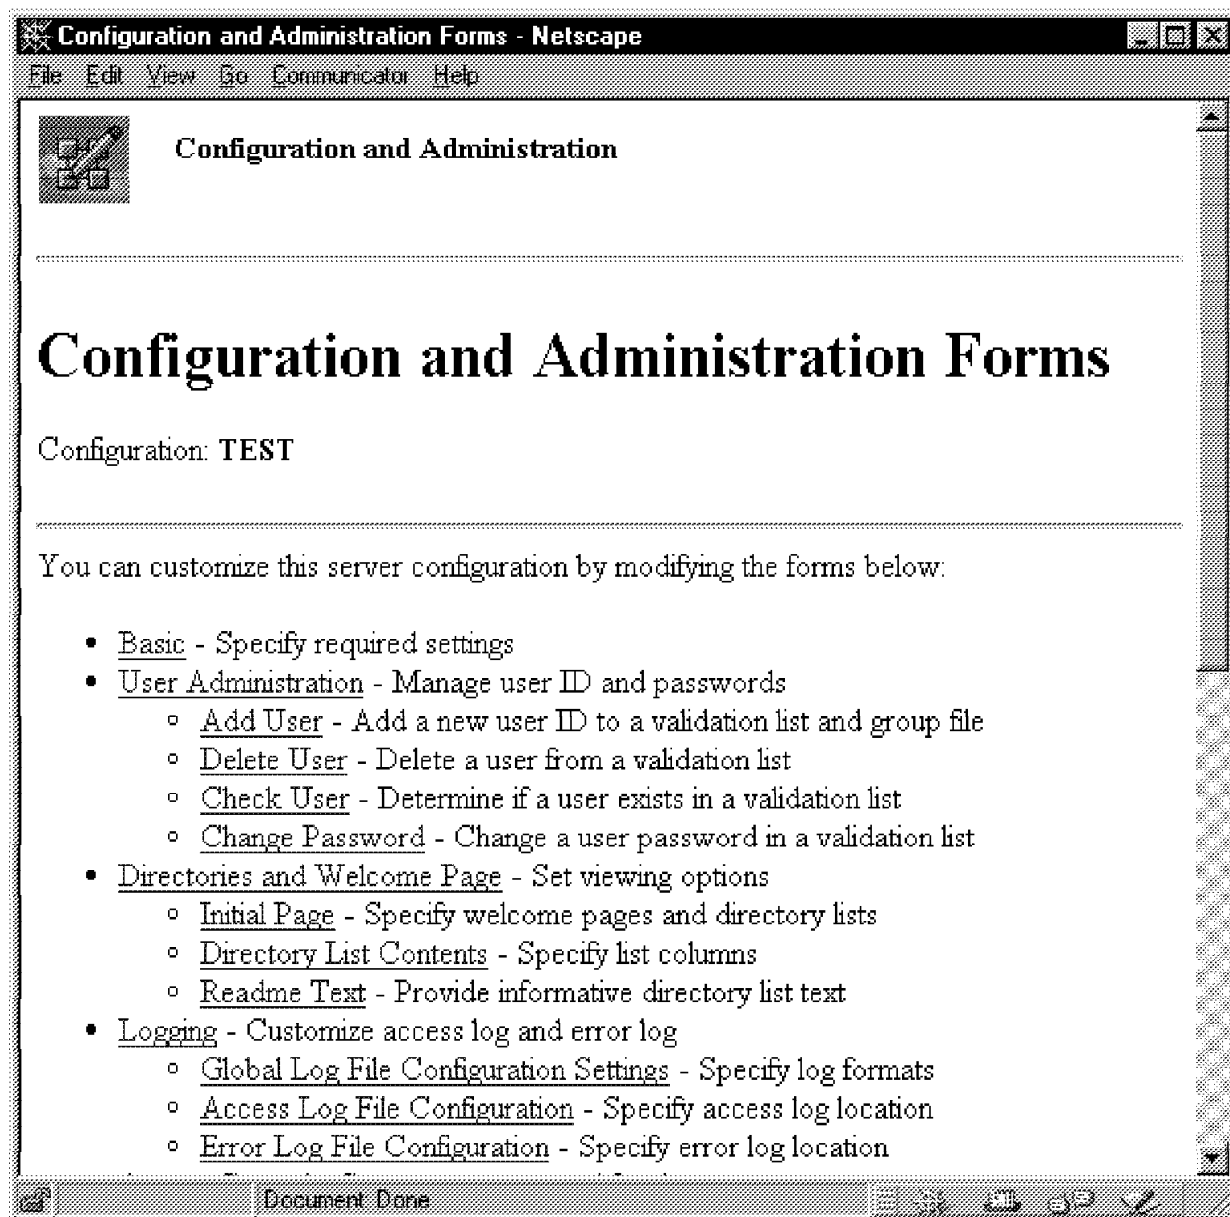 Configuration and Administration Forms - Netscape
File Edit View Go Communicator Help
Configuration and Administration
Configuration and Administration Forms
Configuration: TEST
You can customize this server configuration by modifying the forms below:
• Basic - Specify required settings
• User Administration - Manage user ID and passwords
◦ Add User - Add a new user ID to a validation list and group file
◦ Delete User - Delete a user from a validation list
◦ Check User - Determine if a user exists in a validation list
◦ Change Password - Change a user password in a validation list
• Directories and Welcome Page - Set viewing options
◦ Initial Page - Specify welcome pages and directory lists
◦ Directory List Contents - Specify list columns
◦ Readme Text - Provide informative directory list text
• Logging - Customize access log and error log
◦ Global Log File Configuration Settings - Specify log formats
◦ Access Log File Configuration - Specify access log location
◦ Error Log File Configuration - Specify error log location
Document: Done